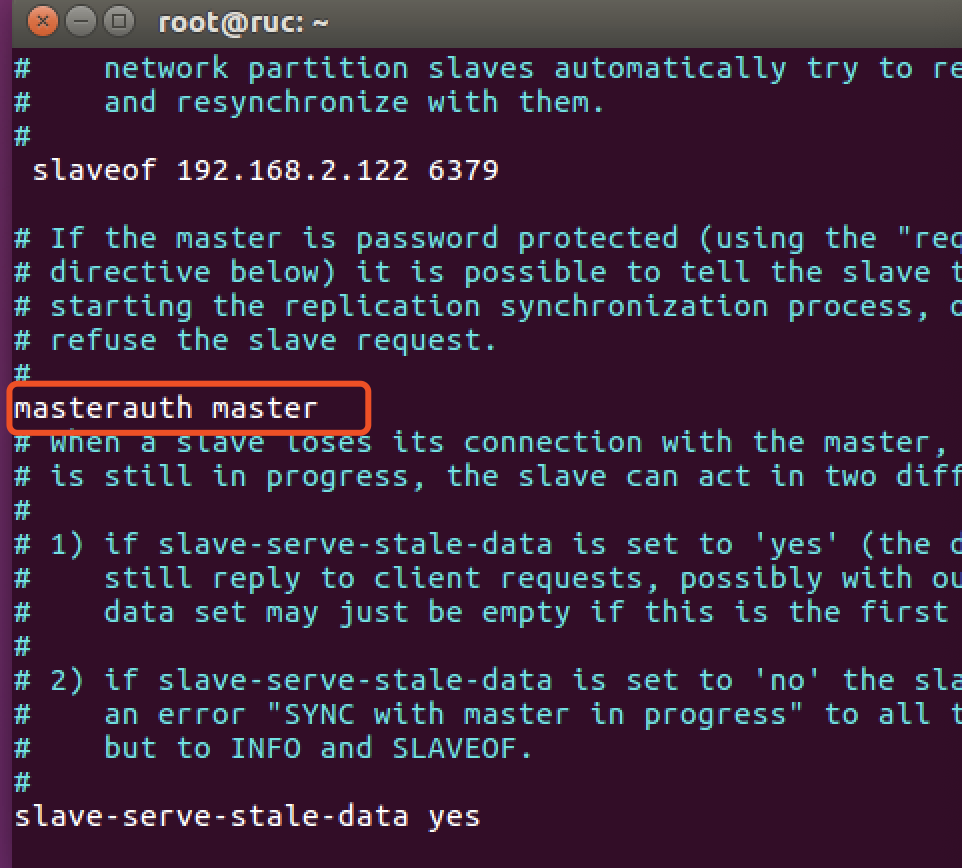 root@ruc: ~
#    network partition slaves automatically try to re
#    and resynchronize with them.
#
slaveof 192.168.2.122 6379
# If the master is password protected (using the "req
# directive below) it is possible to tell the slave t
# starting the replication synchronization process, o
# refuse the slave request.
#
masterauth master
# When a slave loses its connection with the master,
# is still in progress, the slave can act in two diff
#
# 1) if slave-serve-stale-data is set to 'yes' (the d
#    still reply to client requests, possibly with ou
#    data set may just be empty if this is the first
#
# 2) if slave-serve-stale-data is set to 'no' the sla
#    an error "SYNC with master in progress" to all t
#    but to INFO and SLAVEOF.
#
slave-serve-stale-data yes